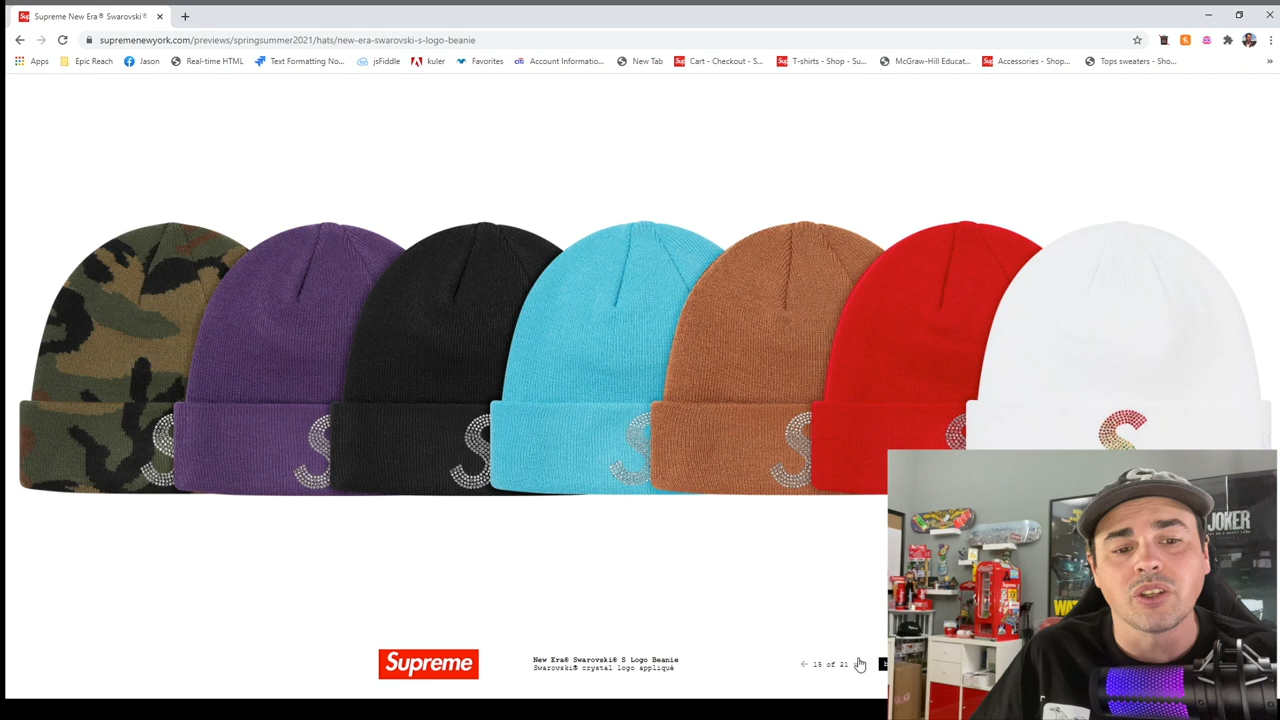 Supreme New Era® Swarovski®
supremenewyork.com/previews/springsummer2021/hats/new-era-swarovski-s-logo-beanie
Apps Epic Reach Jason Real-time HTML Text Formatting No... jsFiddle kuler Favorites Account Informatio... New Tab Cart - Checkout - S... T-shirts - Shop - Su... McGraw-Hill Educat... Accessories - Shop... Tops sweaters - Sho...
S S S S S S S
JOKER
Supreme
New Era® Swarovski® S Logo Beanie
Swarovski® crystal logo appliqué
15 of 21